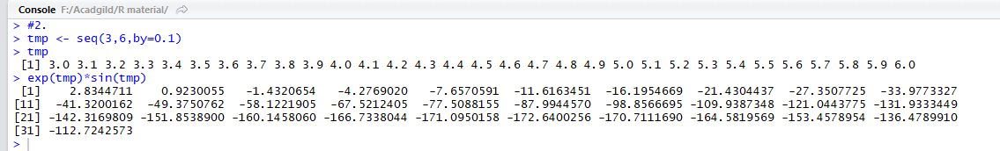 Console F:/Acadgild/R material/
> #2.
> tmp <- seq(3,6,by=0.1)
> tmp
[1] 3.0 3.1 3.2 3.3 3.4 3.5 3.6 3.7 3.8 3.9 4.0 4.1 4.2 4.3 4.4 4.5 4.6 4.7 4.8 4.9 5.0 5.1 5.2 5.3 5.4 5.5 5.6 5.7 5.8 5.9 6.0
> exp(tmp)*sin(tmp)
[1] 2.8344711 0.9230055 -1.4320654 -4.2769020 -7.6570591 -11.6163451 -16.1954669 -21.4304437 -27.3507725 -33.9773327
[11] -41.3200162 -49.3750762 -58.1221905 -67.5212405 -77.5088155 -87.9944570 -98.8566695 -109.9387348 -121.0443775 -131.9333449
[21] -142.3169809 -151.8538900 -160.1458060 -166.7338044 -171.0950158 -172.6400256 -170.7111690 -164.5819569 -153.4578954 -136.4789910
[31] -112.7242573
>